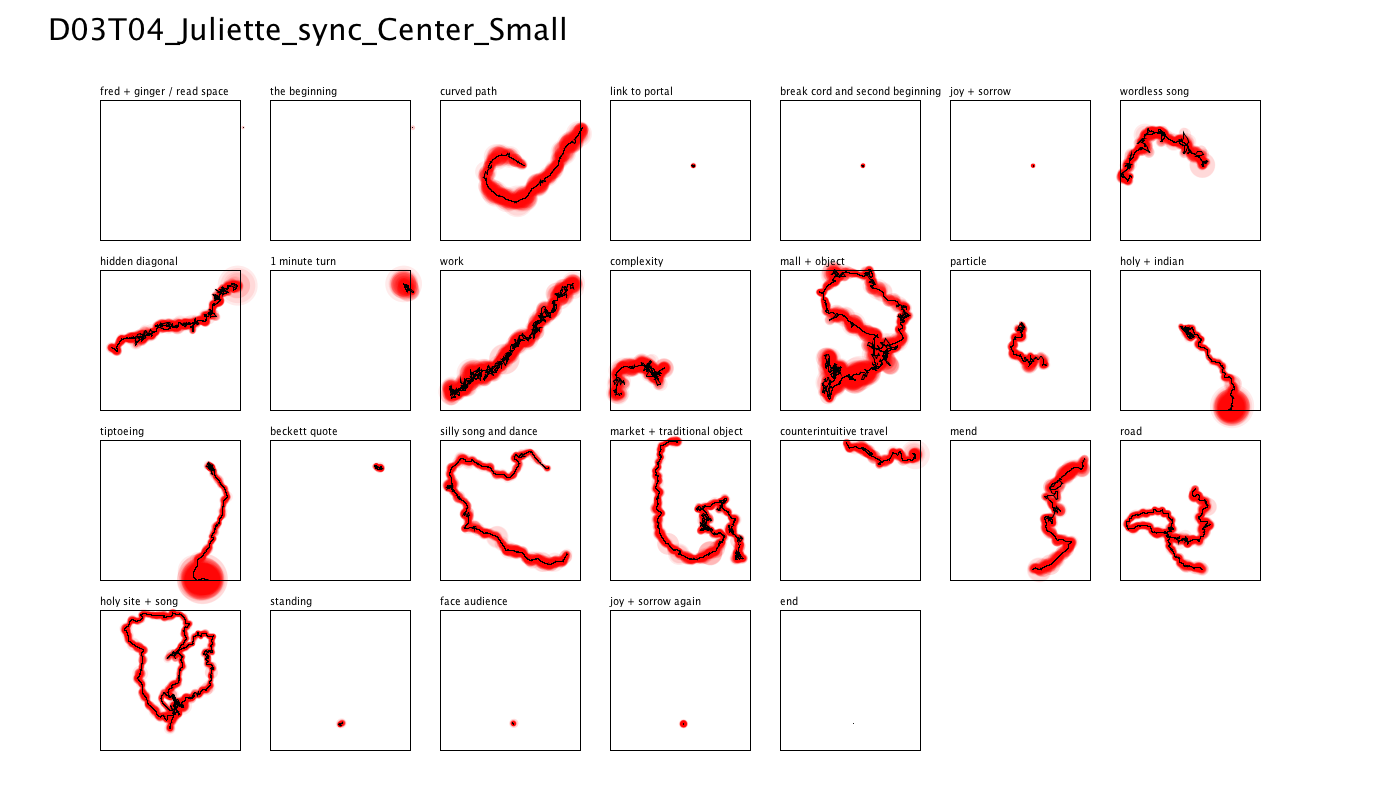 D03T04_Juliette_sync_Center_Small
fred + ginger / read space
the beginning
curved path
link to portal
break cord and second beginning
joy + sorrow
wordless song
hidden diagonal
1 minute turn
work
complexity
mall + object
particle
holy + indian
tiptoeing
beckett quote
silly song and dance
market + traditional object
counterintuitive travel
mend
road
holy site + song
standing
face audience
joy + sorrow again
end